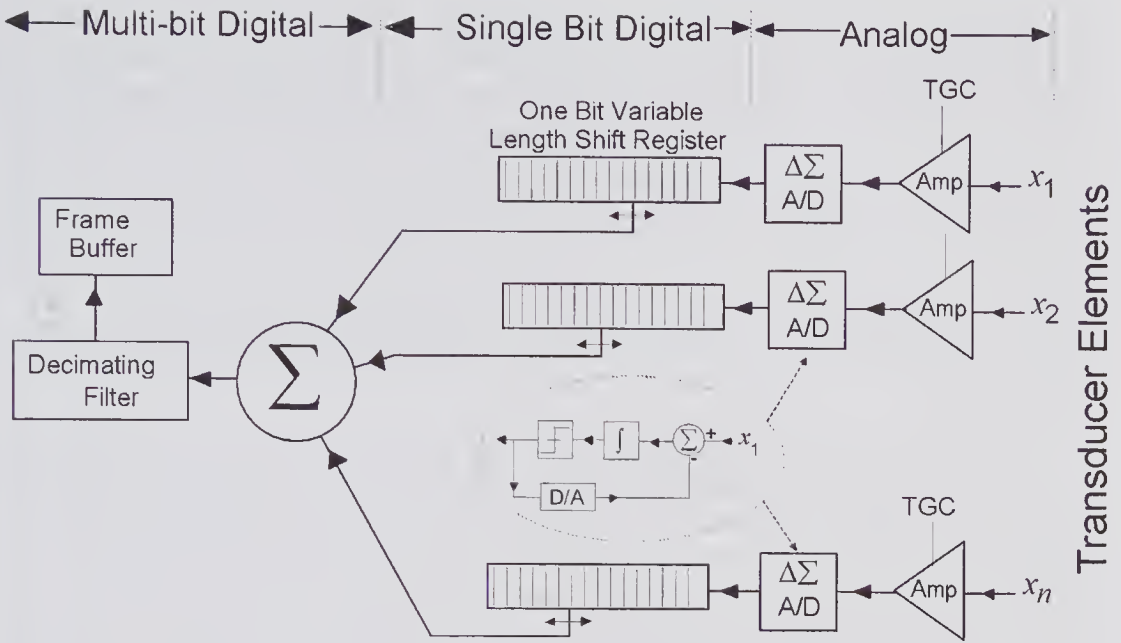 Multi-bit Digital
Single Bit Digital
Analog
One Bit Variable
Length Shift Register
TGC
ΔΣ
A/D
Amp
x1
Frame
Buffer
ΔΣ
A/D
Amp
x2
Decimating
Filter
Σ
∫
Σ
+
-
x1
D/A
TGC
ΔΣ
A/D
Amp
xn
Transducer Elements